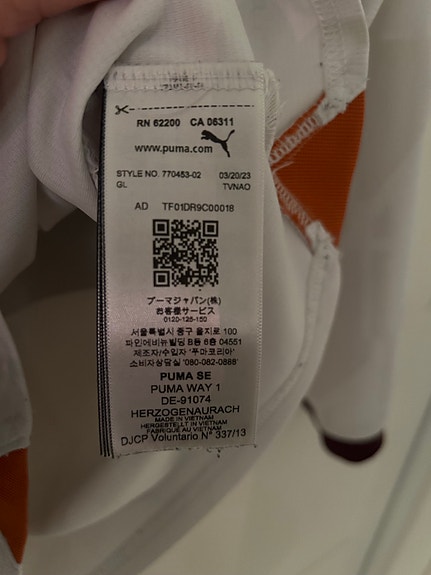 RN 62200 CA 05311
www.puma.com
STYLE NO. 770453-02 03/20/23
GL TVNAO
AD TF01DR9C00018
プーマジャパン(株)
お客様サービス
0120-125-150
서울특별시 중구 을지로 100
파인에비뉴빌딩 B동 6층 04551
제조자/수입자 '푸마코리아'
소비자상담실 '080-082-0888'
PUMA SE
PUMA WAY 1
DE-91074
HERZOGENAURACH
MADE IN VIETNAM
HERGESTELLT IN VIETNAM
FABRIQUÉ AU VIETNAM
DJCP Voluntario N° 337/13